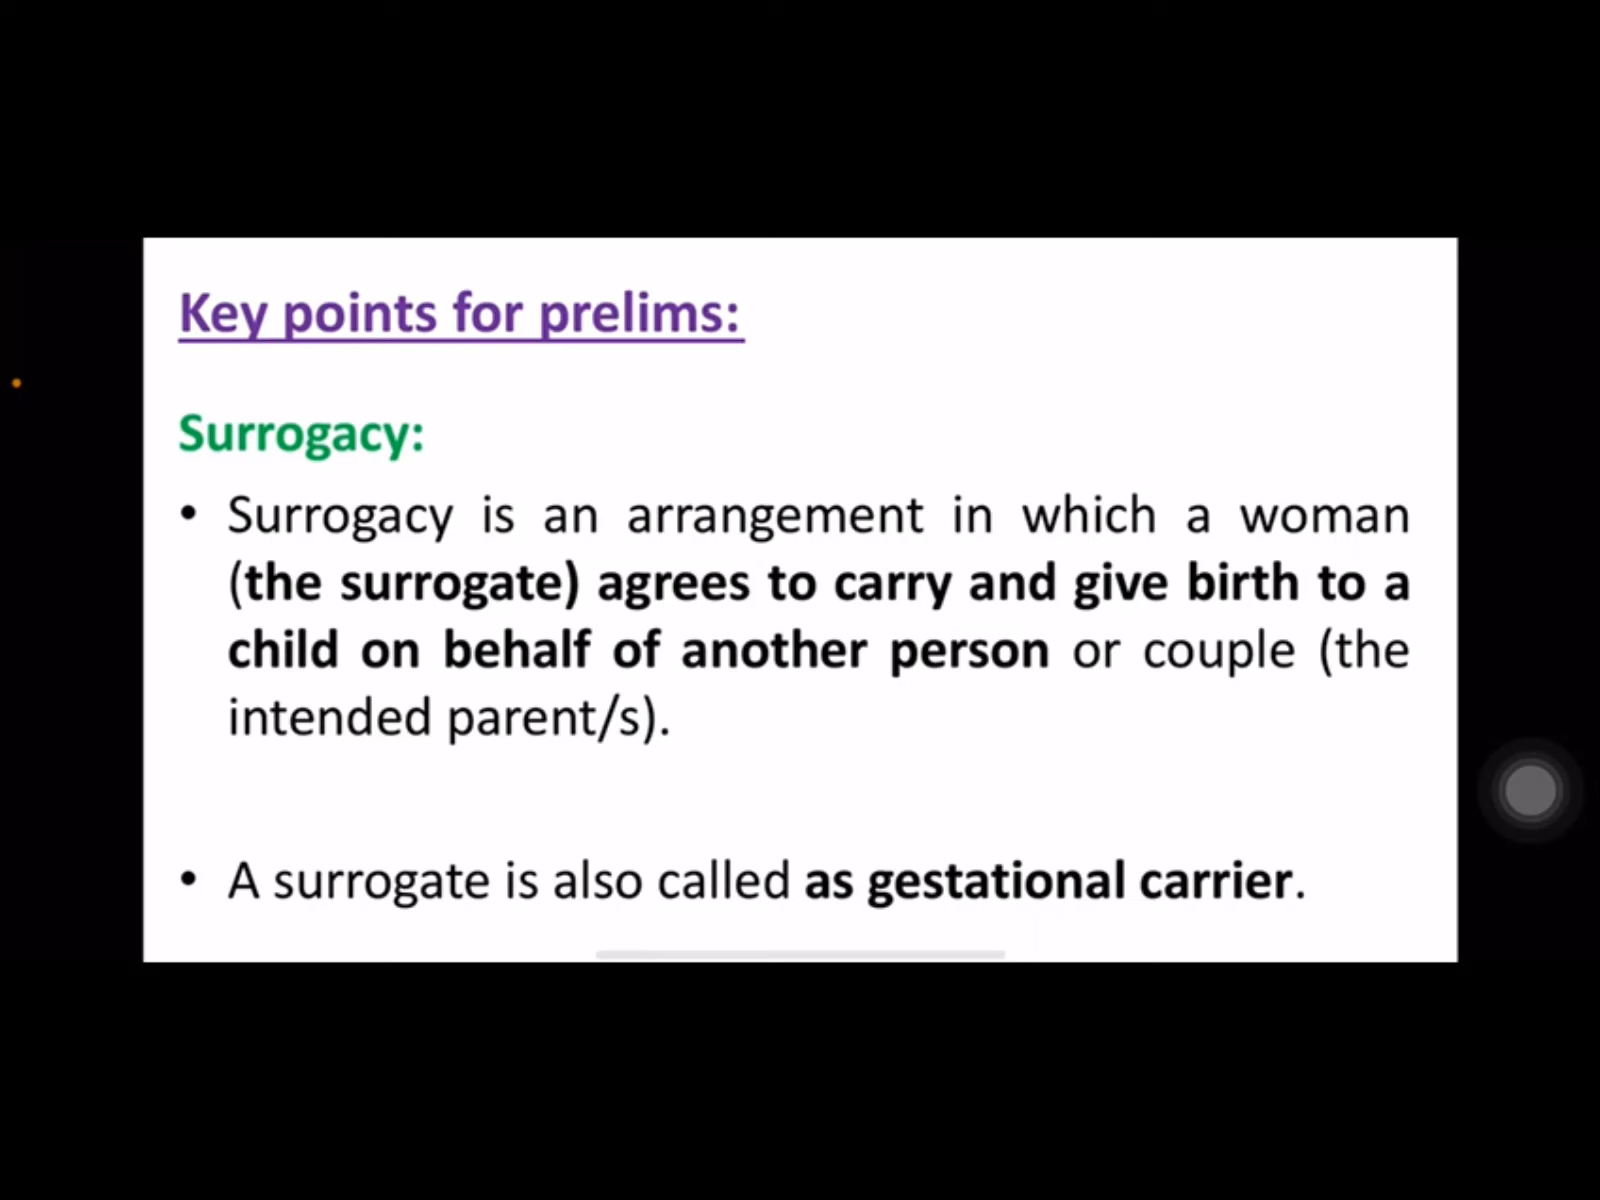 Key points for prelims:
Surrogacy:
• Surrogacy is an arrangement in which a woman
(the surrogate) agrees to carry and give birth to a
child on behalf of another person or couple (the
intended parent/s).
• A surrogate is also called as gestational carrier.